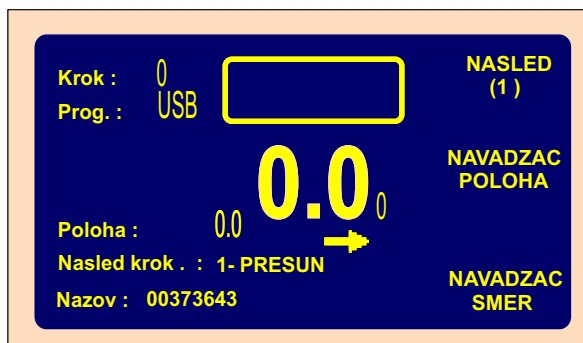 Krok : 0
Prog. : USB
NASLED
(1 )
0.0 0
NAVADZAC
POLOHA
Poloha : 0.0
Nasled krok . : 1- PRESUN
Nazov : 00373643
NAVADZAC
SMER